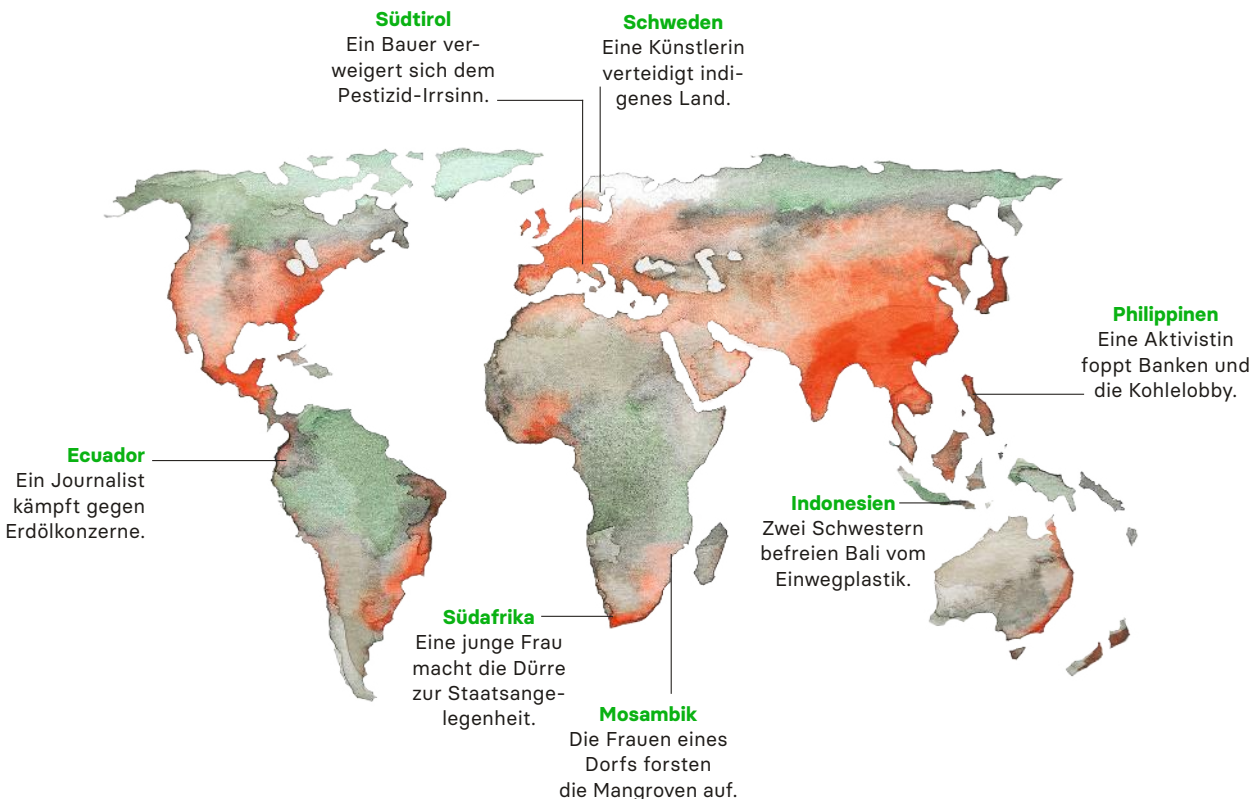 Südtirol
Ein Bauer ver-
weigert sich dem
Pestizid-Irrsinn.
Schweden
Eine Künstlerin
verteidigt indi-
genes Land.
Philippinen
Eine Aktivistin
foppt Banken und
die Kohlelobby.
Ecuador
Ein Journalist
kämpft gegen
Erdölkonzerne.
Indonesien
Zwei Schwestern
befreien Bali vom
Einwegplastik.
Südafrika
Eine junge Frau
macht die Dürre
zur Staatsange-
legenheit.
Mosambik
Die Frauen eines
Dorfs forsten
die Mangroven auf.